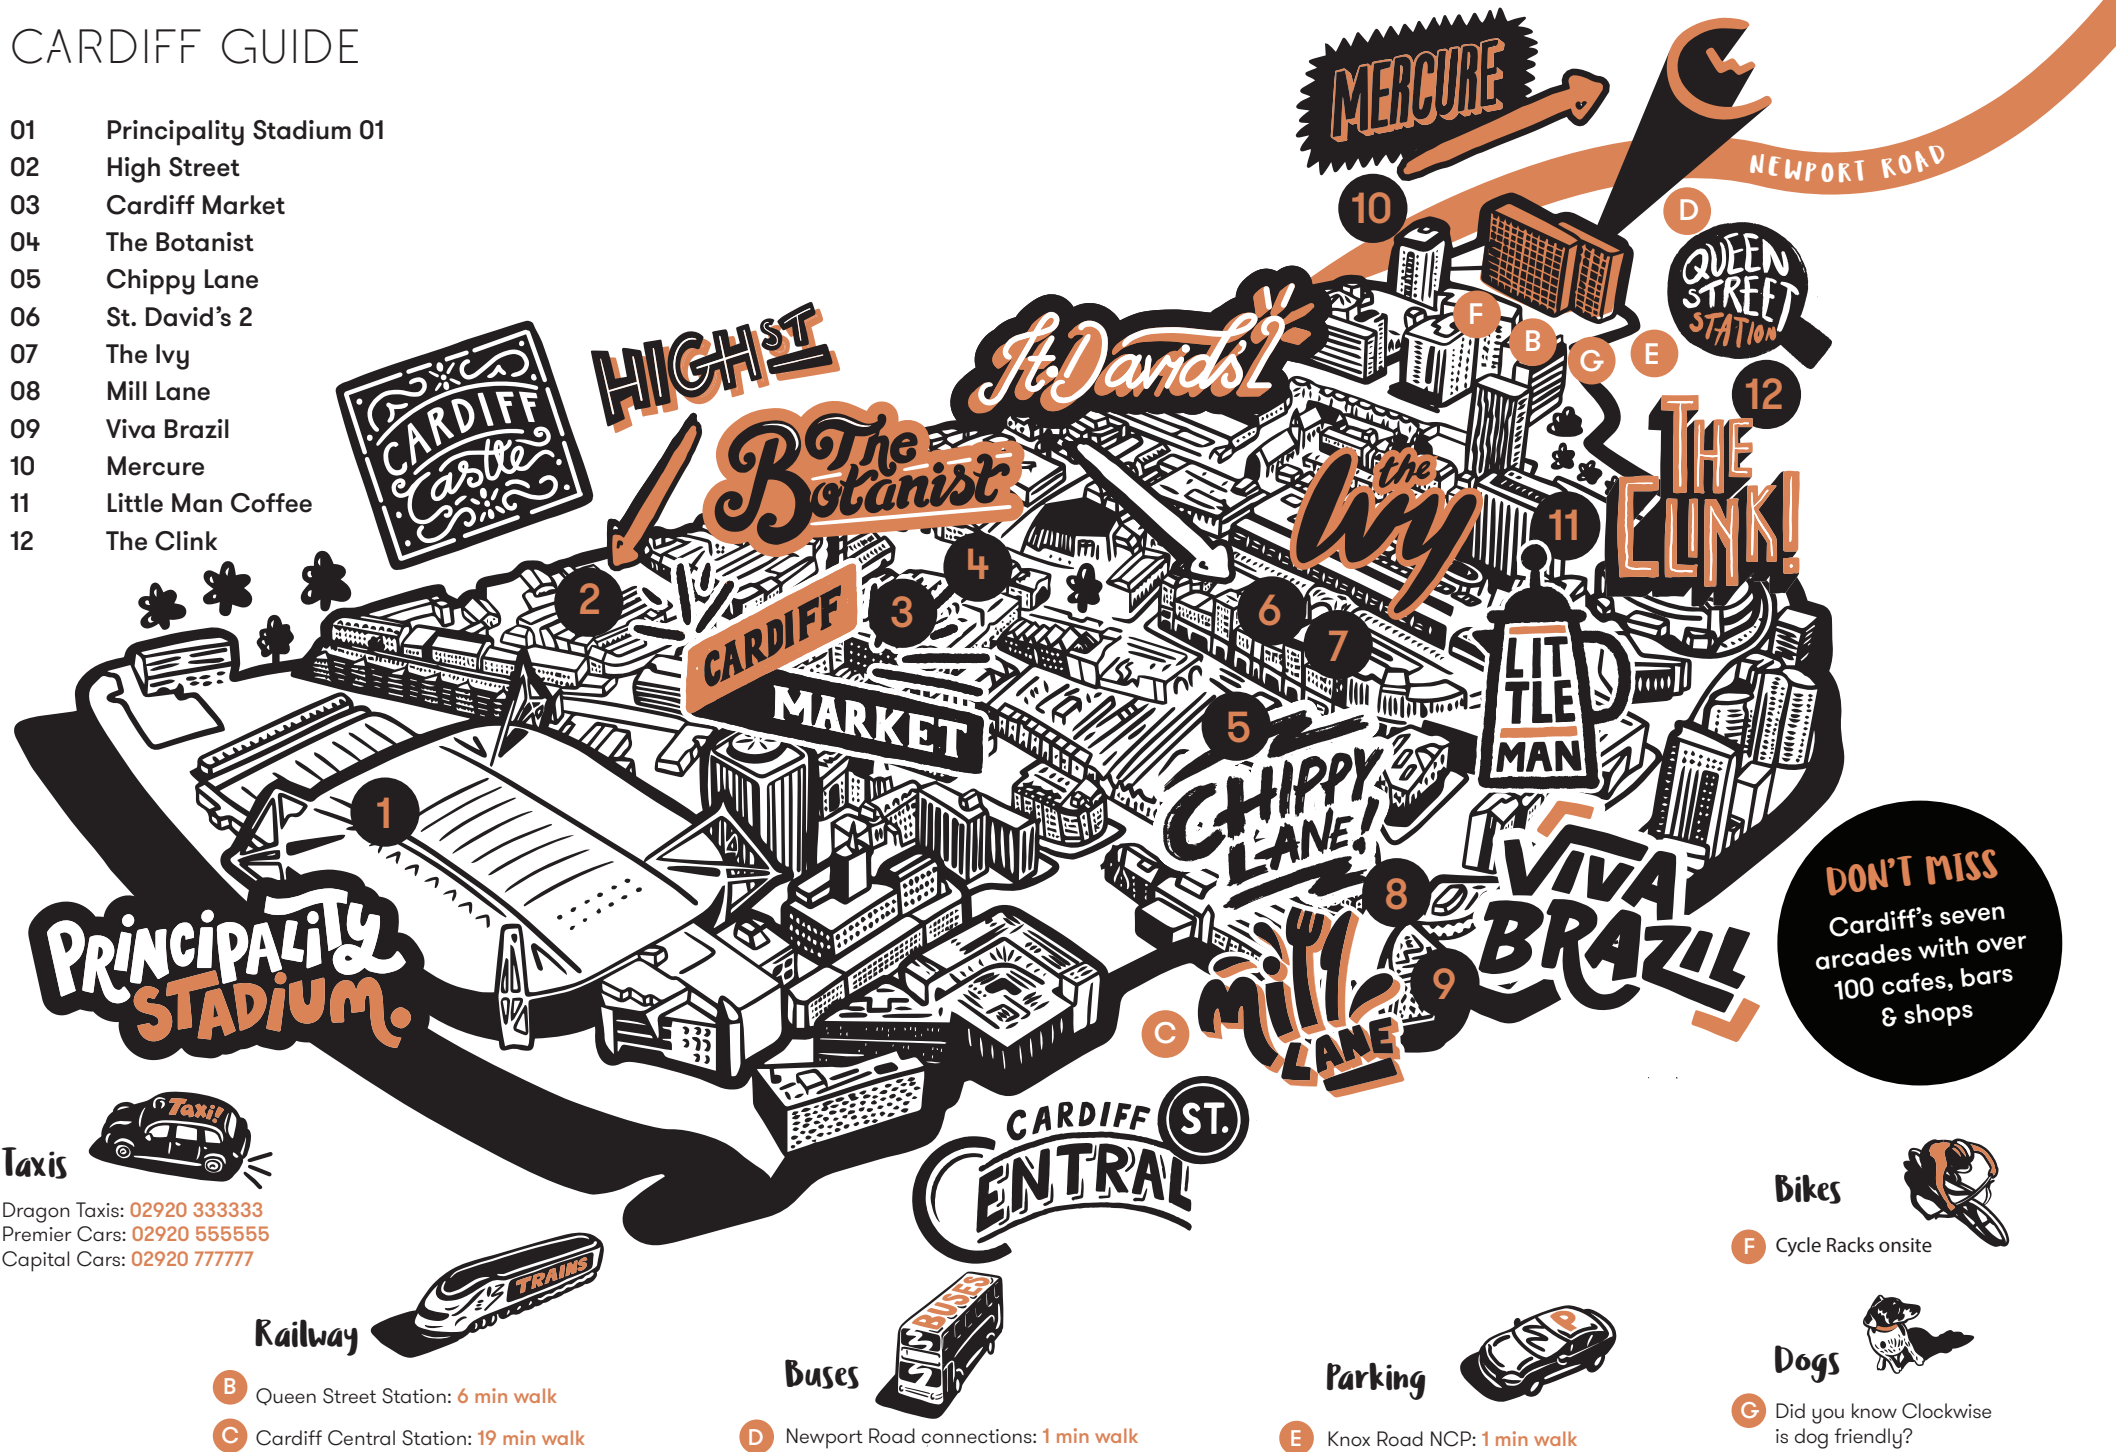 CARDIFF GUIDE
01 Principality Stadium 01
02 High Street
03 Cardiff Market
04 The Botanist
05 Chippy Lane
06 St. David's 2
07 The Ivy
08 Mill Lane
09 Viva Brazil
10 Mercure
11 Little Man Coffee
12 The Clink
MERCURE
10
NEWPORT ROAD
D
QUEEN
STREET
STATION
F
B
G
E
12
THE
CLINK!
St. David's 2
HIGH ST
CARDIFF
Castle
The
Botanist
the
Ivy
11
2
3
4
6
7
CARDIFF
MARKET
LIT
TLE
MAN
5
CHIPPY
LANE!
1
PRINCIPALITY
STADIUM.
8
VIVA
BRAZIL
9
C
Mill
LANE
DON'T MISS
Cardiff's seven
arcades with over
100 cafes, bars
& shops
CARDIFF ST.
CENTRAL
Taxi!
Taxis
Dragon Taxis: 02920 333333
Premier Cars: 02920 555555
Capital Cars: 02920 777777
TRAINS
Railway
B Queen Street Station: 6 min walk
C Cardiff Central Station: 19 min walk
BUSES
Buses
D Newport Road connections: 1 min walk
P
Parking
E Knox Road NCP: 1 min walk
Bikes
F Cycle Racks onsite
Dogs
G Did you know Clockwise
is dog friendly?